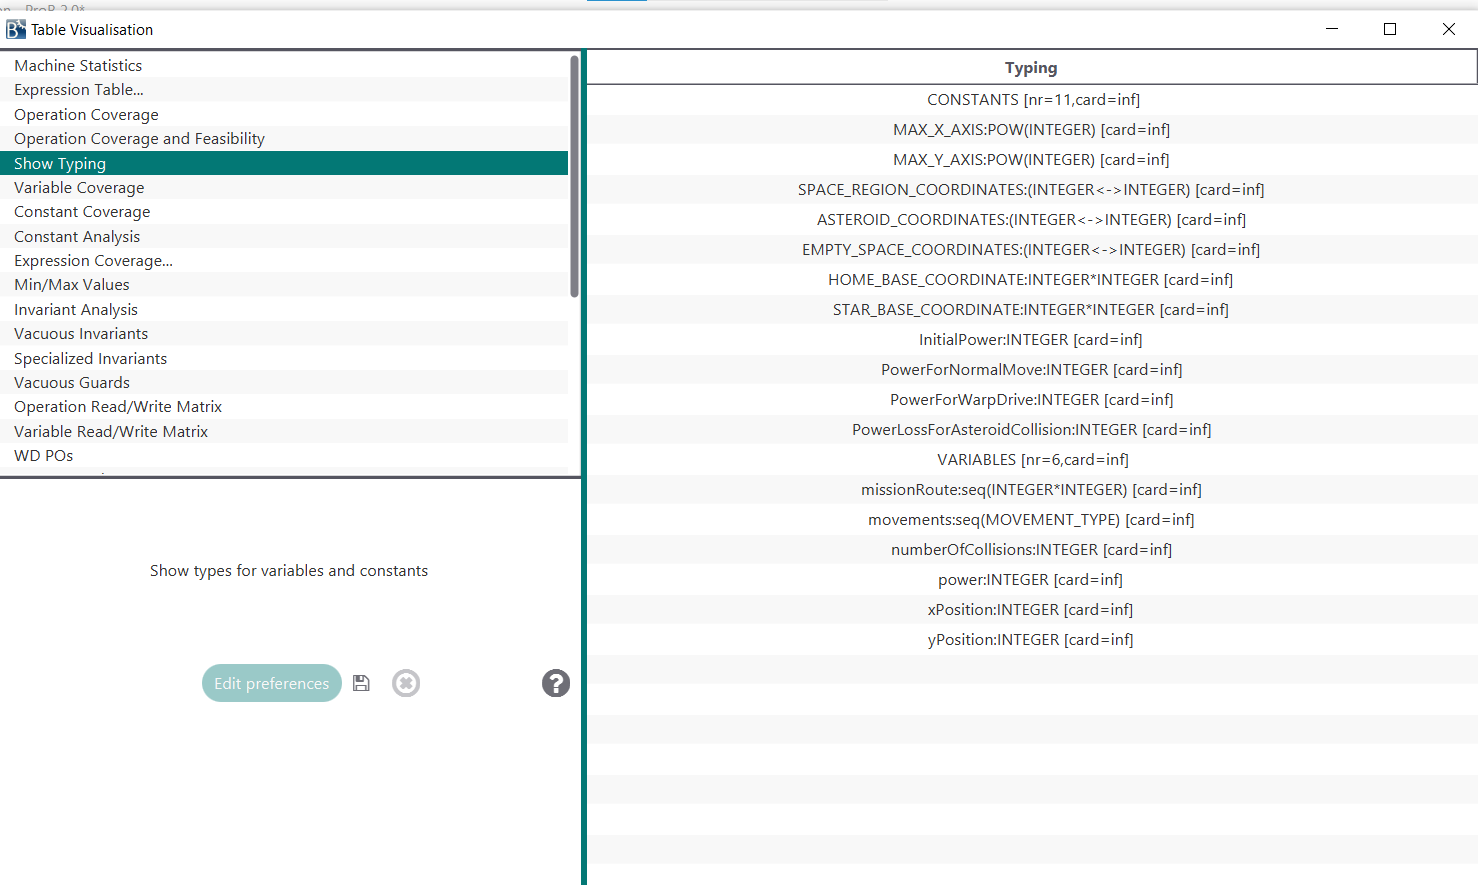 Table Visualisation
Machine Statistics
Expression Table...
Operation Coverage
Operation Coverage and Feasibility
Show Typing
Variable Coverage
Constant Coverage
Constant Analysis
Expression Coverage...
Min/Max Values
Invariant Analysis
Vacuous Invariants
Specialized Invariants
Vacuous Guards
Operation Read/Write Matrix
Variable Read/Write Matrix
WD POs
Show types for variables and constants
Edit preferences
Typing
CONSTANTS [nr=11,card=inf]
MAX_X_AXIS:POW(INTEGER) [card=inf]
MAX_Y_AXIS:POW(INTEGER) [card=inf]
SPACE_REGION_COORDINATES:(INTEGER<->INTEGER) [card=inf]
ASTEROID_COORDINATES:(INTEGER<->INTEGER) [card=inf]
EMPTY_SPACE_COORDINATES:(INTEGER<->INTEGER) [card=inf]
HOME_BASE_COORDINATE:INTEGER*INTEGER [card=inf]
STAR_BASE_COORDINATE:INTEGER*INTEGER [card=inf]
InitialPower:INTEGER [card=inf]
PowerForNormalMove:INTEGER [card=inf]
PowerForWarpDrive:INTEGER [card=inf]
PowerLossForAsteroidCollision:INTEGER [card=inf]
VARIABLES [nr=6,card=inf]
missionRoute:seq(INTEGER*INTEGER) [card=inf]
movements:seq(MOVEMENT_TYPE) [card=inf]
numberOfCollisions:INTEGER [card=inf]
power:INTEGER [card=inf]
xPosition:INTEGER [card=inf]
yPosition:INTEGER [card=inf]